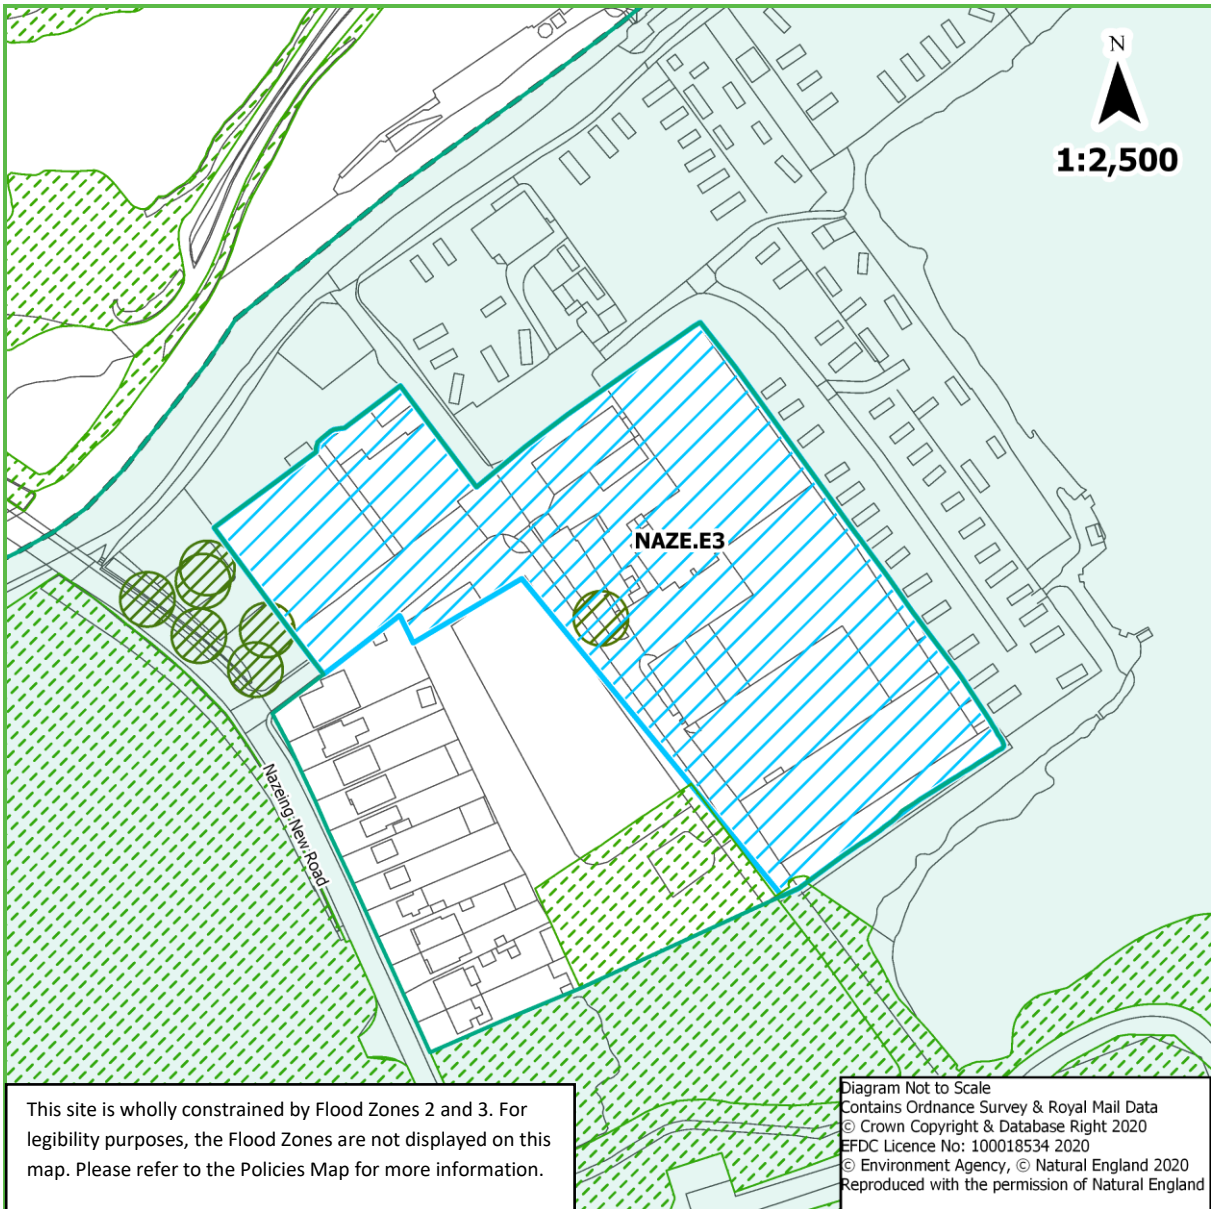 N
1:2,500
NAZE.E3
Nazeing New Road
This site is wholly constrained by Flood Zones 2 and 3. For
legibility purposes, the Flood Zones are not displayed on this
map. Please refer to the Policies Map for more information.
Diagram Not to Scale
Contains Ordnance Survey & Royal Mail Data
© Crown Copyright & Database Right 2020
EFDC Licence No: 100018534 2020
© Environment Agency, © Natural England 2020
Reproduced with the permission of Natural England